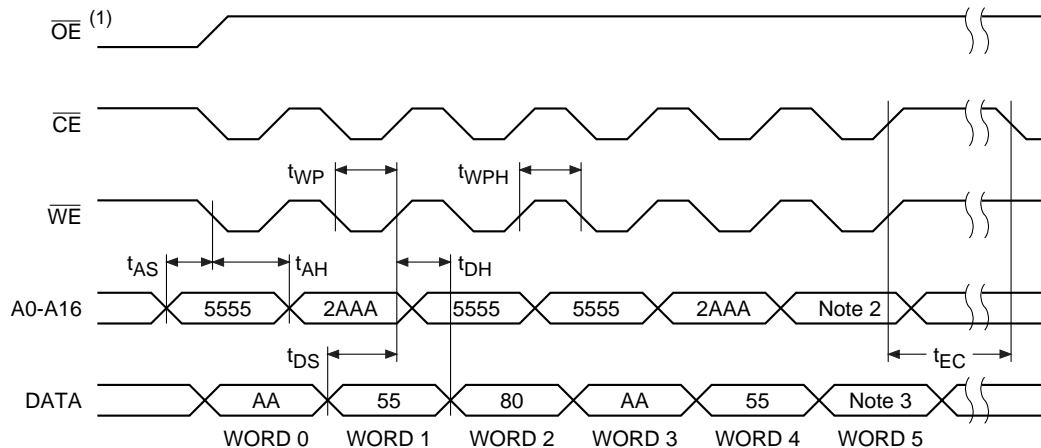 OE (1)
CE
tWP tWPH
WE
tAS tAH tDH
A0-A16 5555 2AAA 5555 5555 2AAA Note 2
tDS tEC
DATA AA 55 80 AA 55 Note 3
WORD 0 WORD 1 WORD 2 WORD 3 WORD 4 WORD 5